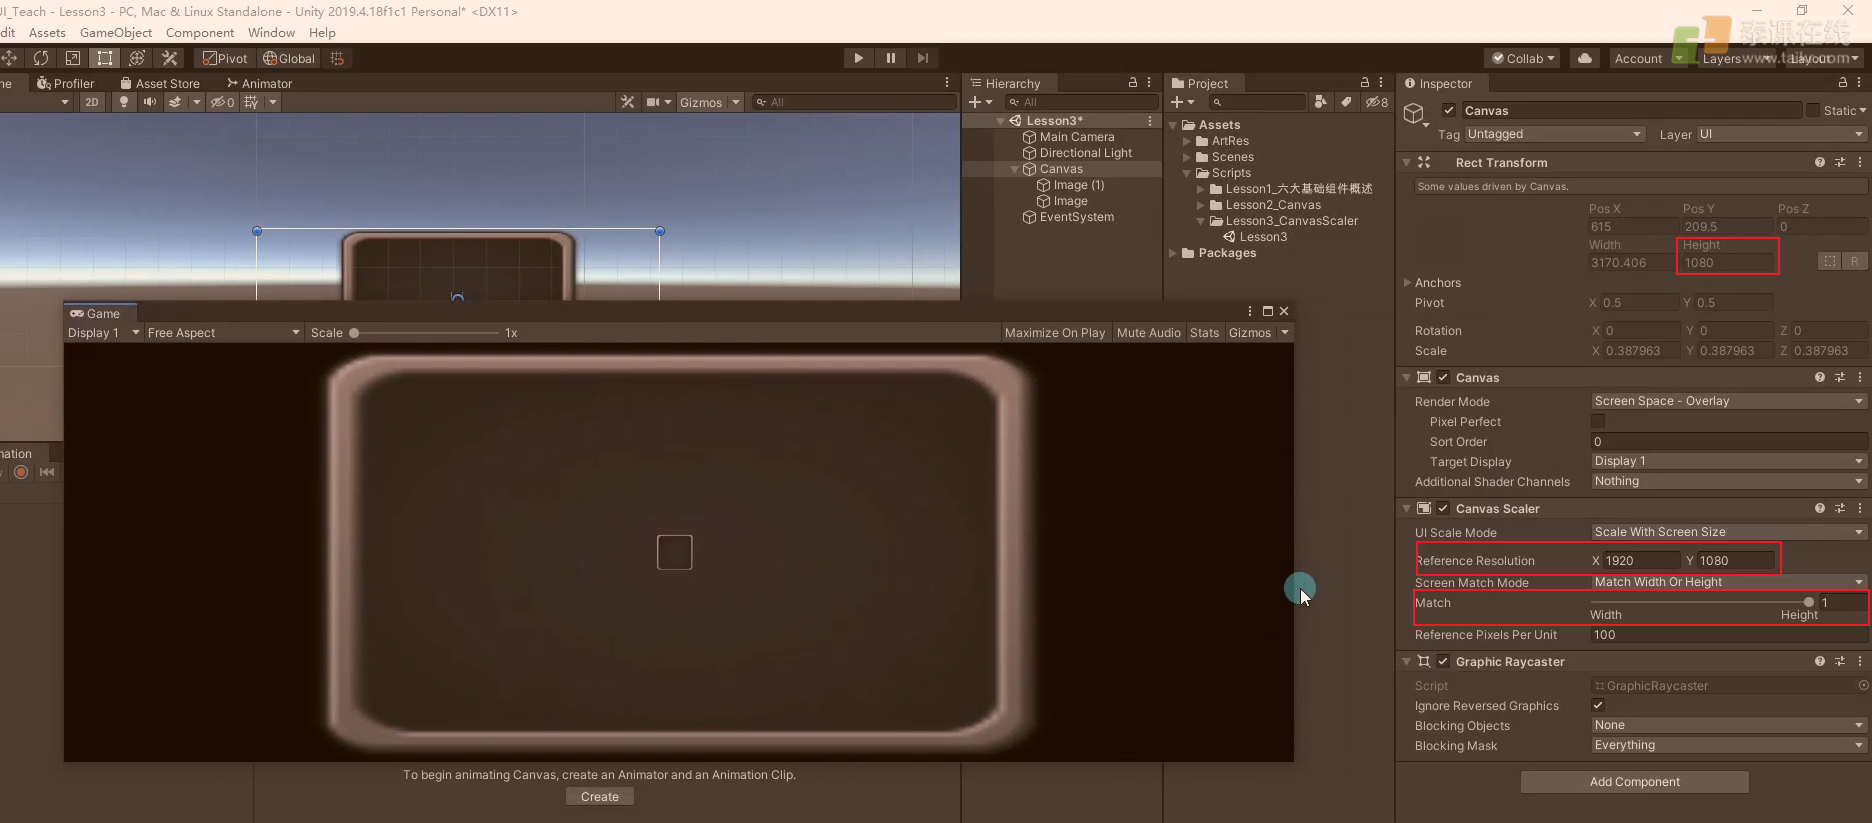 UI_Teach - Lesson3 - PC, Mac & Linux Standalone - Unity 2019.4.18f1c1 Personal* <DX11>
dit Assets GameObject Component Window Help
Pivot Global Collab Account Layers Layout
泰课在线
www.taikr.com
ne Profiler Asset Store Animator
2D 0 Gizmos All
Hierarchy
All
Lesson3*
Main Camera
Directional Light
Canvas
Image (1)
Image
EventSystem
Project
8
Assets
ArtRes
Scenes
Scripts
Lesson1_六大基础组件概述
Lesson2_Canvas
Lesson3_CanvasScaler
Lesson3
Packages
Game
Display 1 Free Aspect Scale 1x Maximize On Play Mute Audio Stats Gizmos
mation
To begin animating Canvas, create an Animator and an Animation Clip.
Create
Inspector
Canvas Static
Tag Untagged Layer UI
Rect Transform
Some values driven by Canvas.
Pos X Pos Y Pos Z
615 209.5 0
Width Height
3170.406 1080
R
Anchors
Pivot X 0.5 Y 0.5
Rotation X 0 Y 0 Z 0
Scale X 0.387963 Y 0.387963 Z 0.387963
Canvas
Render Mode Screen Space - Overlay
Pixel Perfect
Sort Order 0
Target Display Display 1
Additional Shader Channels Nothing
Canvas Scaler
UI Scale Mode Scale With Screen Size
Reference Resolution X 1920 Y 1080
Screen Match Mode Match Width Or Height
Match 1
Width Height
Reference Pixels Per Unit 100
Graphic Raycaster
Script GraphicRaycaster
Ignore Reversed Graphics
Blocking Objects None
Blocking Mask Everything
Add Component